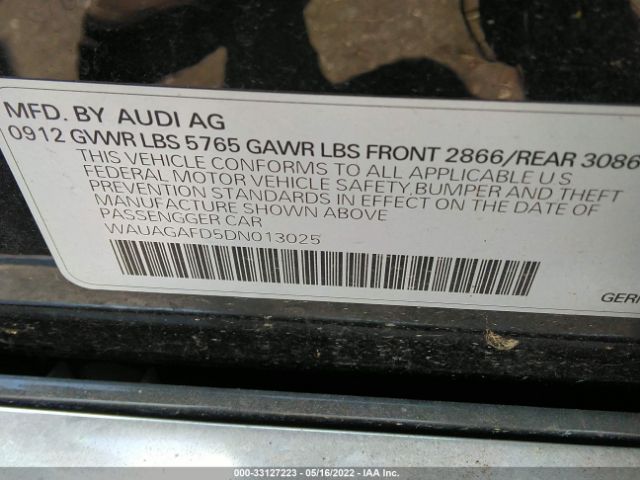 MFD. BY AUDI AG
0912 GVWR LBS 5765 GAWR LBS FRONT 2866/REAR 3086
THIS VEHICLE CONFORMS TO ALL APPLICABLE U S
FEDERAL MOTOR VEHICLE SAFETY, BUMPER AND THEFT
PREVENTION STANDARDS IN EFFECT ON THE DATE OF
MANUFACTURE SHOWN ABOVE
PASSENGGER CAR
WAUAGAFD5DN013025
000-33127223 - 05/16/2022 - IAA Inc.